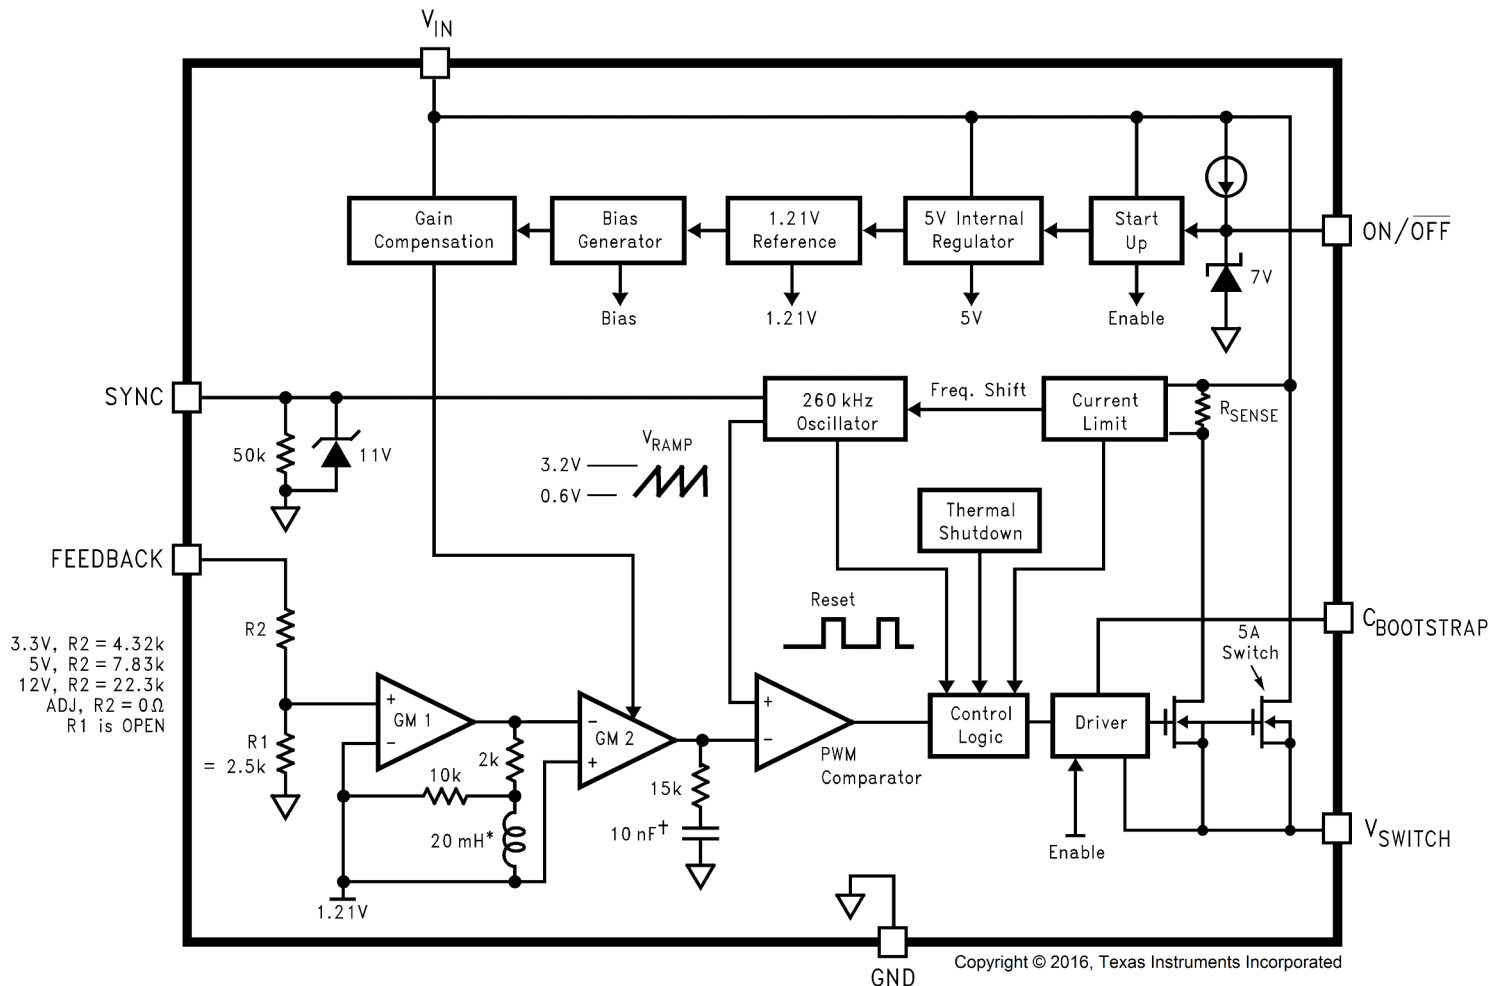 VIN
Gain
Compensation
Bias
Generator
1.21V
Reference
5V Internal
Regulator
Start
Up
ON/OFF
7V
Bias
1.21V
5V
Enable
SYNC
50k
11V
260 kHz
Oscillator
Freq. Shift
Current
Limit
RSENSE
VRAMP
3.2V
0.6V
Thermal
Shutdown
FEEDBACK
R2
3.3V, R2 = 4.32k
5V, R2 = 7.83k
12V, R2 = 22.3k
ADJ, R2 = 0Ω
R1 is OPEN
R1
= 2.5k
Reset
CBOOTSTRAP
5A
Switch
+
GM 1
−
2k
10k
20 mH*
1.21V
−
GM 2
+
15k
10 nF†
+
−
PWM
Comparator
Control
Logic
Driver
Enable
VSWITCH
GND
Copyright © 2016, Texas Instruments Incorporated